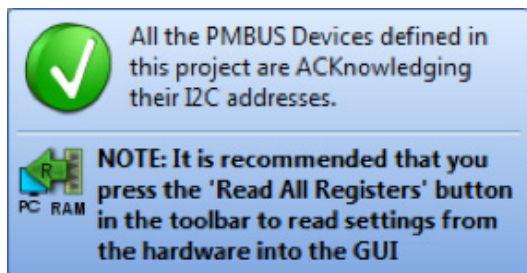 All the PMBUS Devices defined in
this project are ACKnowledging
their I2C addresses.
R
PC RAM
NOTE: It is recommended that you
press the 'Read All Registers' button
in the toolbar to read settings from
the hardware into the GUI